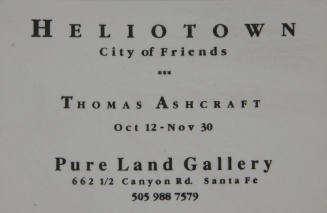 HELIOTOWN
City of Friends
***
THOMAS ASHCRAFT
Oct 12-Nov 30
Pure Land Gallery
662 1/2 Canyon Rd. Santa Fe
505 988 7579